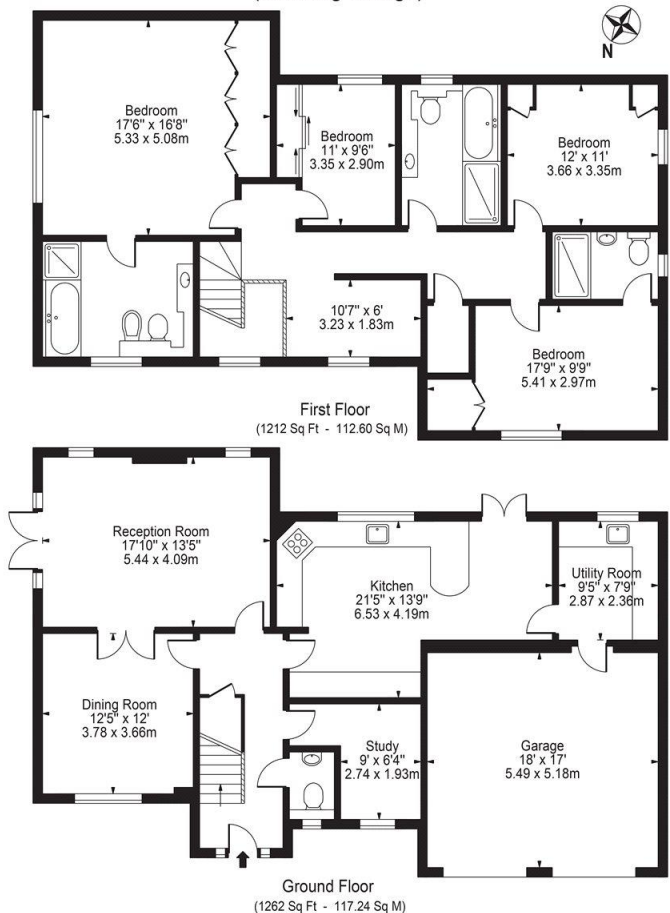 N
Bedroom
17'6" x 16'8"
5.33 x 5.08m
Bedroom
11' x 9'6"
3.35 x 2.90m
Bedroom
12' x 11'
3.66 x 3.35m
10'7" x 6'
3.23 x 1.83m
Bedroom
17'9" x 9'9"
5.41 x 2.97m
First Floor
(1212 Sq Ft - 112.60 Sq M)
Reception Room
17'10" x 13'5"
5.44 x 4.09m
Kitchen
21'5" x 13'9"
6.53 x 4.19m
Utility Room
9'5" x 7'9"
2.87 x 2.36m
Dining Room
12'5" x 12'
3.78 x 3.66m
Study
9' x 6'4"
2.74 x 1.93m
Garage
18' x 17'
5.49 x 5.18m
Ground Floor
(1262 Sq Ft - 117.24 Sq M)